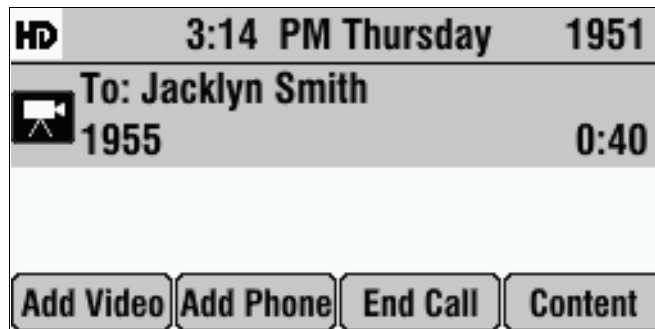 HD 3:14 PM Thursday 1951
To: Jacklyn Smith
1955 0:40
Add Video Add Phone End Call Content